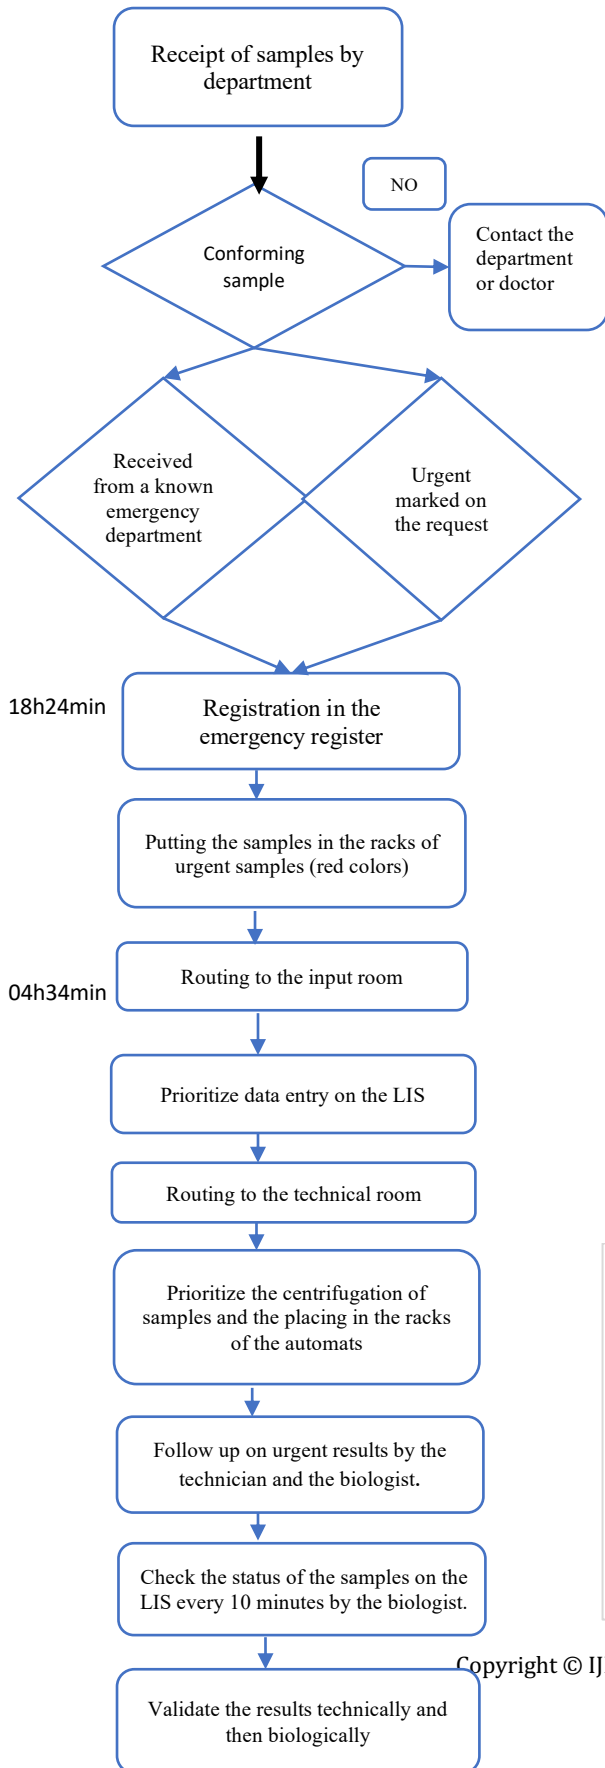 Receipt of samples by
department
NO
Conforming
sample
Contact the
department
or doctor
Received
from a known
emergency
department
Urgent
marked on
the request
18h24min
Registration in the
emergency register
Putting the samples in the racks of
urgent samples (red colors)
04h34min
Routing to the input room
Prioritize data entry on the LIS
Routing to the technical room
Prioritize the centrifugation of
samples and the placing in the racks
of the automats
Follow up on urgent results by the
technician and the biologist.
Check the status of the samples on the
LIS every 10 minutes by the biologist.
Copyright © IJ
Validate the results technically and
then biologically